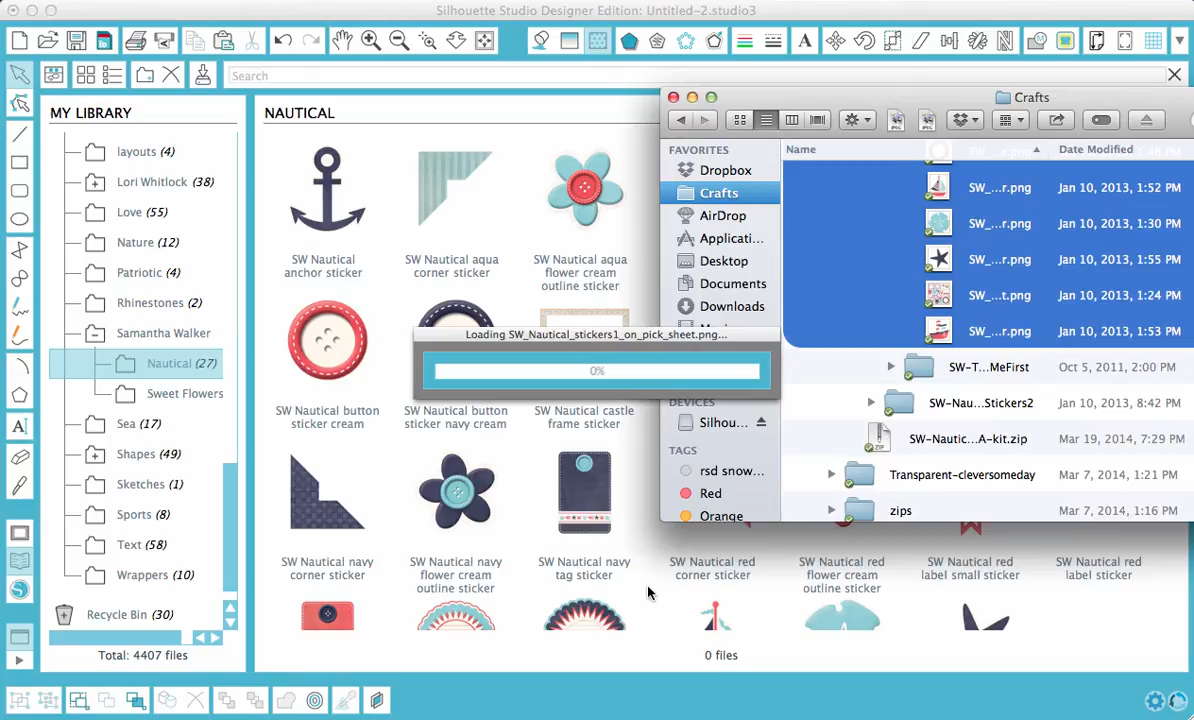 Silhouette Studio Designer Edition: Untitled-2.studio3
Search
MY LIBRARY
layouts (4)
Lori Whitlock (38)
Love (55)
Nature (12)
Patriotic (4)
Rhinestones (2)
Samantha Walker
Nautical (27)
Sweet Flowers
Sea (17)
Shapes (49)
Sketches (1)
Sports (8)
Text (58)
Wrappers (10)
Recycle Bin (30)
Total: 4407 files
NAUTICAL
SW Nautical
anchor sticker
SW Nautical aqua
corner sticker
SW Nautical aqua
flower cream
outline sticker
SW Nautical button
sticker cream
SW Nautical button
sticker navy cream
SW Nautical castle
frame sticker
SW Nautical navy
corner sticker
SW Nautical navy
flower cream
outline sticker
SW Nautical navy
tag sticker
SW Nautical red
corner sticker
SW Nautical red
flower cream
outline sticker
SW Nautical red
label small sticker
SW Nautical red
label sticker
0 files
Loading SW_Nautical_stickers1_on_pick_sheet.png...
0%
Crafts
FAVORITES
Dropbox
Crafts
AirDrop
Applicati...
Desktop
Documents
Downloads
DEVICES
Silhou...
TAGS
rsd snow...
Red
Orange
Name
Date Modified
SW_...r.png Jan 10, 2013, 1:52 PM
SW_...r.png Jan 10, 2013, 1:30 PM
SW_...r.png Jan 10, 2013, 1:55 PM
SW_...t.png Jan 10, 2013, 1:24 PM
SW_...r.png Jan 10, 2013, 1:53 PM
SW-T...MeFirst Oct 5, 2011, 2:00 PM
SW-Nau...Stickers2 Jan 10, 2013, 8:42 PM
SW-Nautic...A-kit.zip Mar 19, 2014, 7:29 PM
Transparent-cleversomeday Mar 7, 2014, 1:21 PM
zips Mar 7, 2014, 1:16 PM